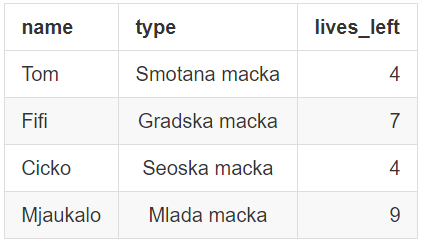 name type lives_left
Tom Smotana macka 4
Fifi Gradska macka 7
Cicko Seoska macka 4
Mjaukalo Mlada macka 9